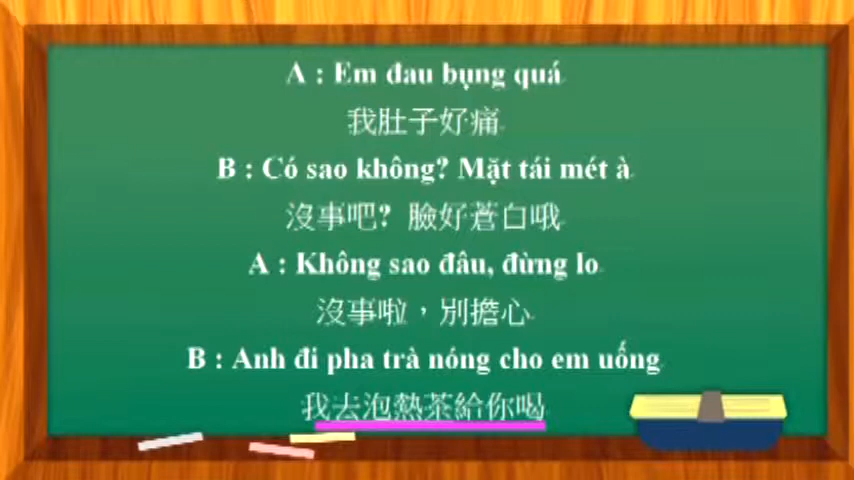 A : Em đau bụng quá
我肚子好痛
B : Có sao không? Mặt tái mét à
沒事吧? 臉好蒼白哦
A : Không sao đâu, đừng lo
沒事啦，別擔心
B : Anh đi pha trà nóng cho em uống
我去泡熱茶給你喝